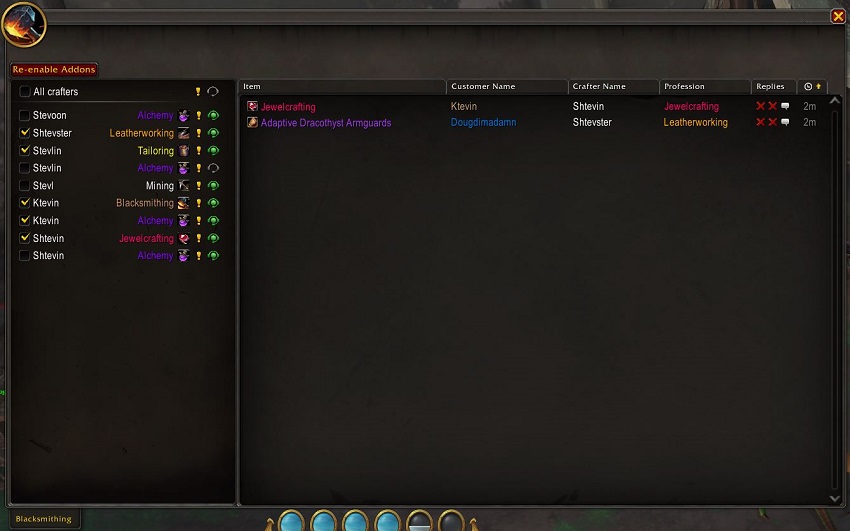 Re-enable Addons
All crafters
Stevoon Alchemy
Shtevster Leatherworking
Stevlin Tailoring
Stevlin Alchemy
Stevl Mining
Ktevin Blacksmithing
Ktevin Alchemy
Shtevin Jewelcrafting
Shtevin Alchemy
Item Customer Name Crafter Name Profession Replies
Jewelcrafting Ktevin Shtevin Jewelcrafting 2m
Adaptive Dracothyst Armguards Dougdimadamn Shtevster Leatherworking 2m
Blacksmithing